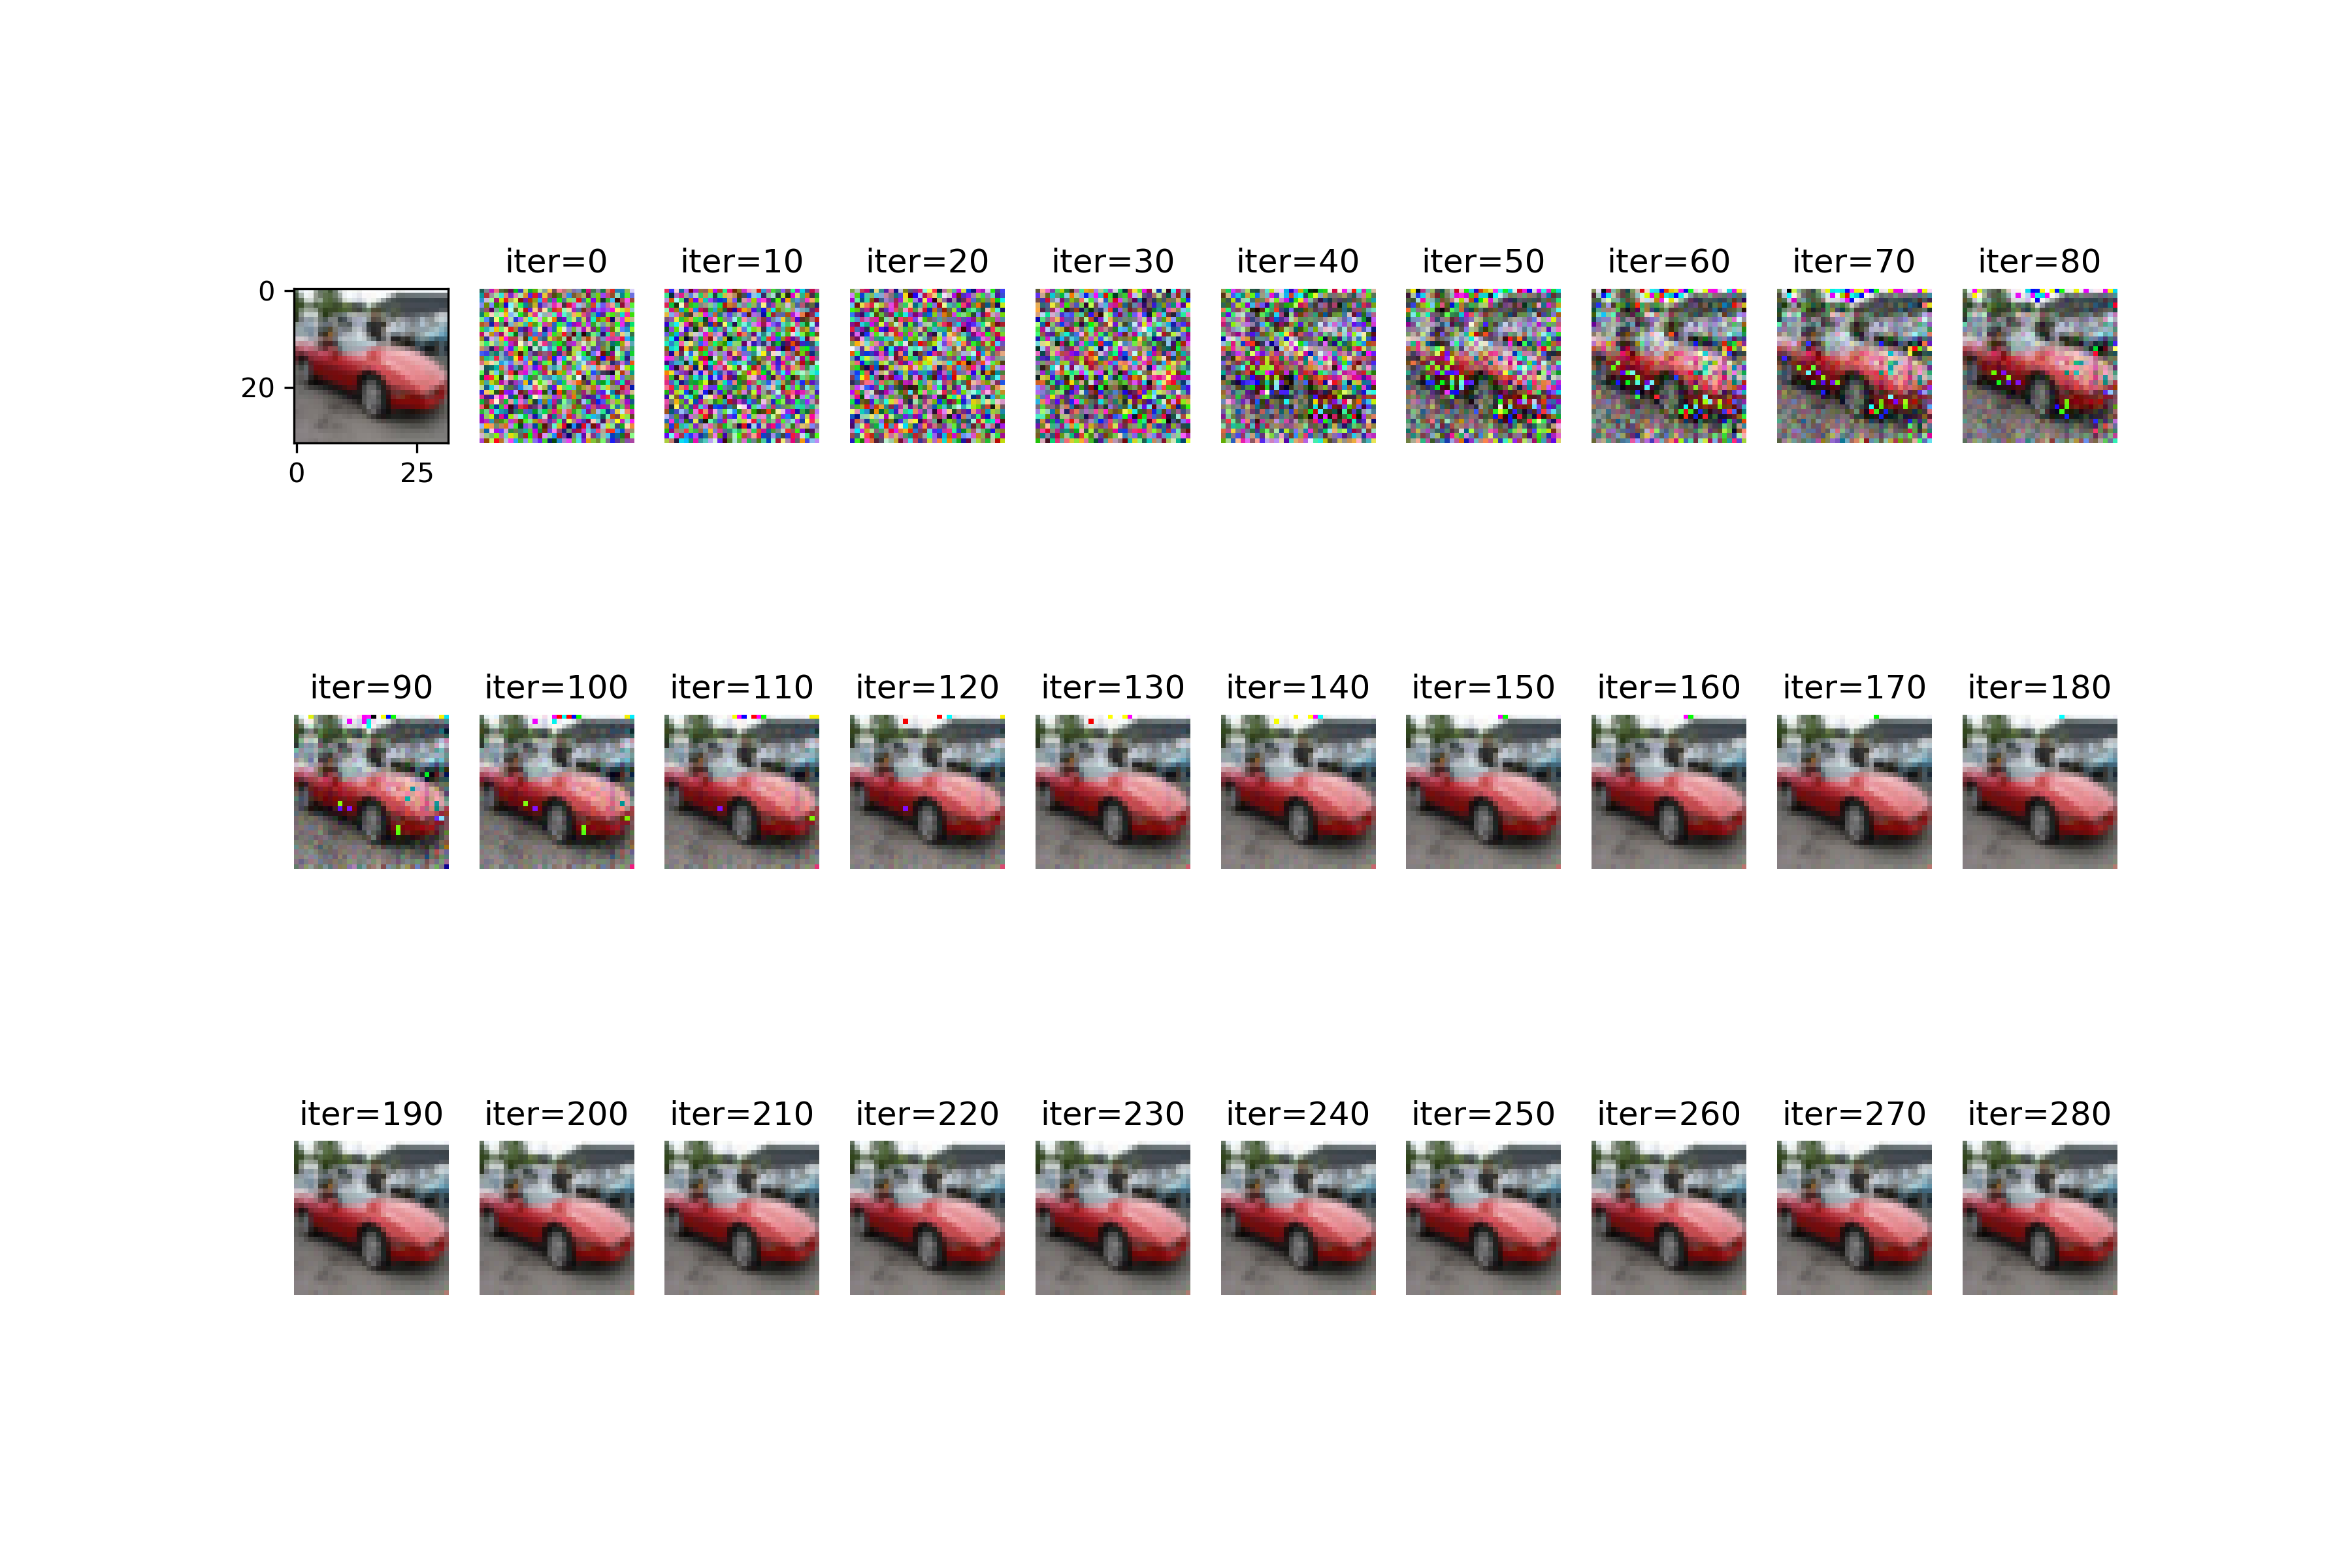 iter=0 iter=10 iter=20 iter=30 iter=40 iter=50 iter=60 iter=70 iter=80
0
20
0 25
iter=90 iter=100 iter=110 iter=120 iter=130 iter=140 iter=150 iter=160 iter=170 iter=180
iter=190 iter=200 iter=210 iter=220 iter=230 iter=240 iter=250 iter=260 iter=270 iter=280